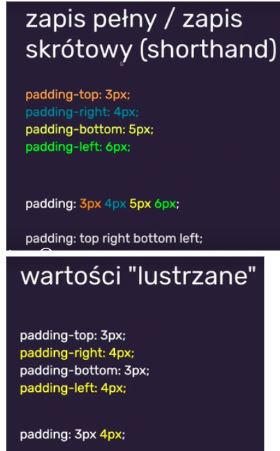 zapis pełny / zapis
skrótowy (shorthand)
padding-top: 3px;
padding-right: 4px;
padding-bottom: 5px;
padding-left: 6px;
padding: 3px 4px 5px 6px;
padding: top right bottom left;
wartości "lustrzane"
padding-top: 3px;
padding-right: 4px;
padding-bottom: 3px;
padding-left: 4px;
padding: 3px 4px;